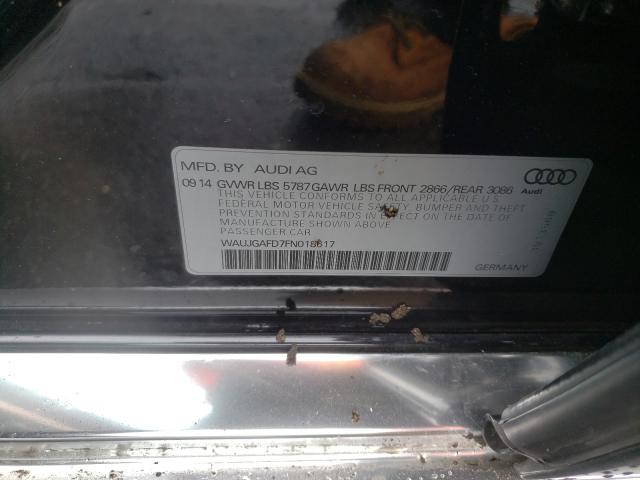 MFD. BY AUDI AG
09 14 GVWR LBS 5787 GAWR LBS FRONT 2866/REAR 3086
THIS VEHICLE CONFORMS TO ALL APPLICABLE U.S.
FEDERAL MOTOR VEHICLE SAFETY, BUMPER AND THEFT
PREVENTION STANDARDS IN EFFECT ON THE DATE OF
MANUFACTURE SHOWN ABOVE.
PASSENGER CAR
Audi
GERMANY